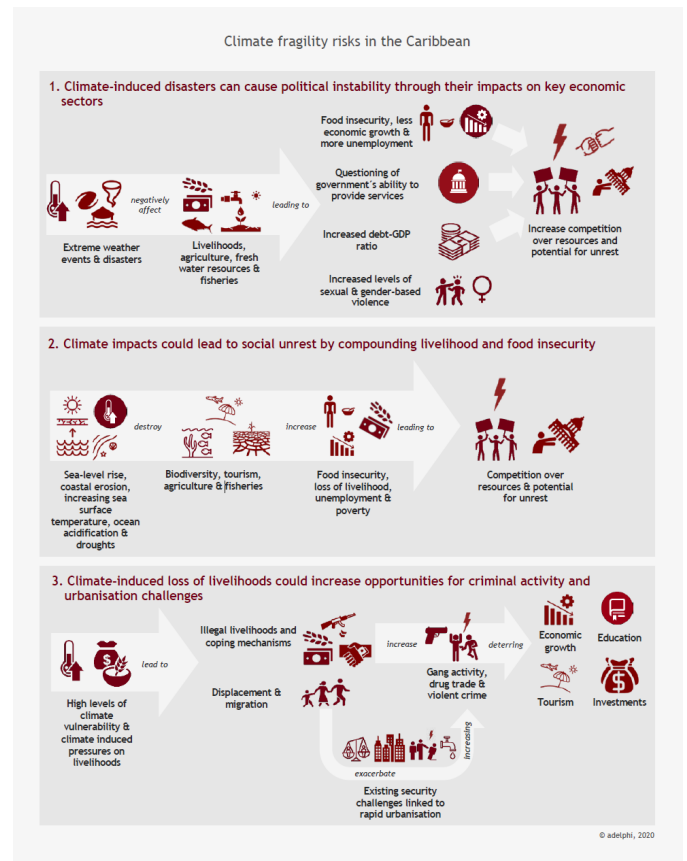 Climate fragility risks in the Caribbean
1. Climate-induced disasters can cause political instability through their impacts on key economic
sectors
Food insecurity, less
economic growth &
more unemployment
negatively
affect
leading to
Questioning of
government´s ability to
provide services
Extreme weather
events & disasters
Livelihoods,
agriculture, fresh
water resources &
fisheries
Increased debt-GDP
ratio
Increase competition
over resources and
potential for unrest
Increased levels of
sexual & gender-based
violence
2. Climate impacts could lead to social unrest by compounding livelihood and food insecurity
destroy
increase
leading to
Sea-level rise,
coastal erosion,
increasing sea
surface
temperature, ocean
acidification &
droughts
Biodiversity, tourism,
agriculture & fisheries
Food insecurity,
loss of livelihood,
unemployment &
poverty
Competition over
resources & potential
for unrest
3. Climate-induced loss of livelihoods could increase opportunities for criminal activity and
urbanisation challenges
lead to
Illegal livelihoods and
coping mechanisms
increase
deterring
Economic
growth
Education
High levels of
climate
vulnerability &
climate induced
pressures on
livelihoods
Displacement &
migration
Gang activity,
drug trade &
violent crime
Tourism
Investments
$
$
increasing
exacerbate
Existing security
challenges linked to
rapid urbanisation
© adelphi, 2020